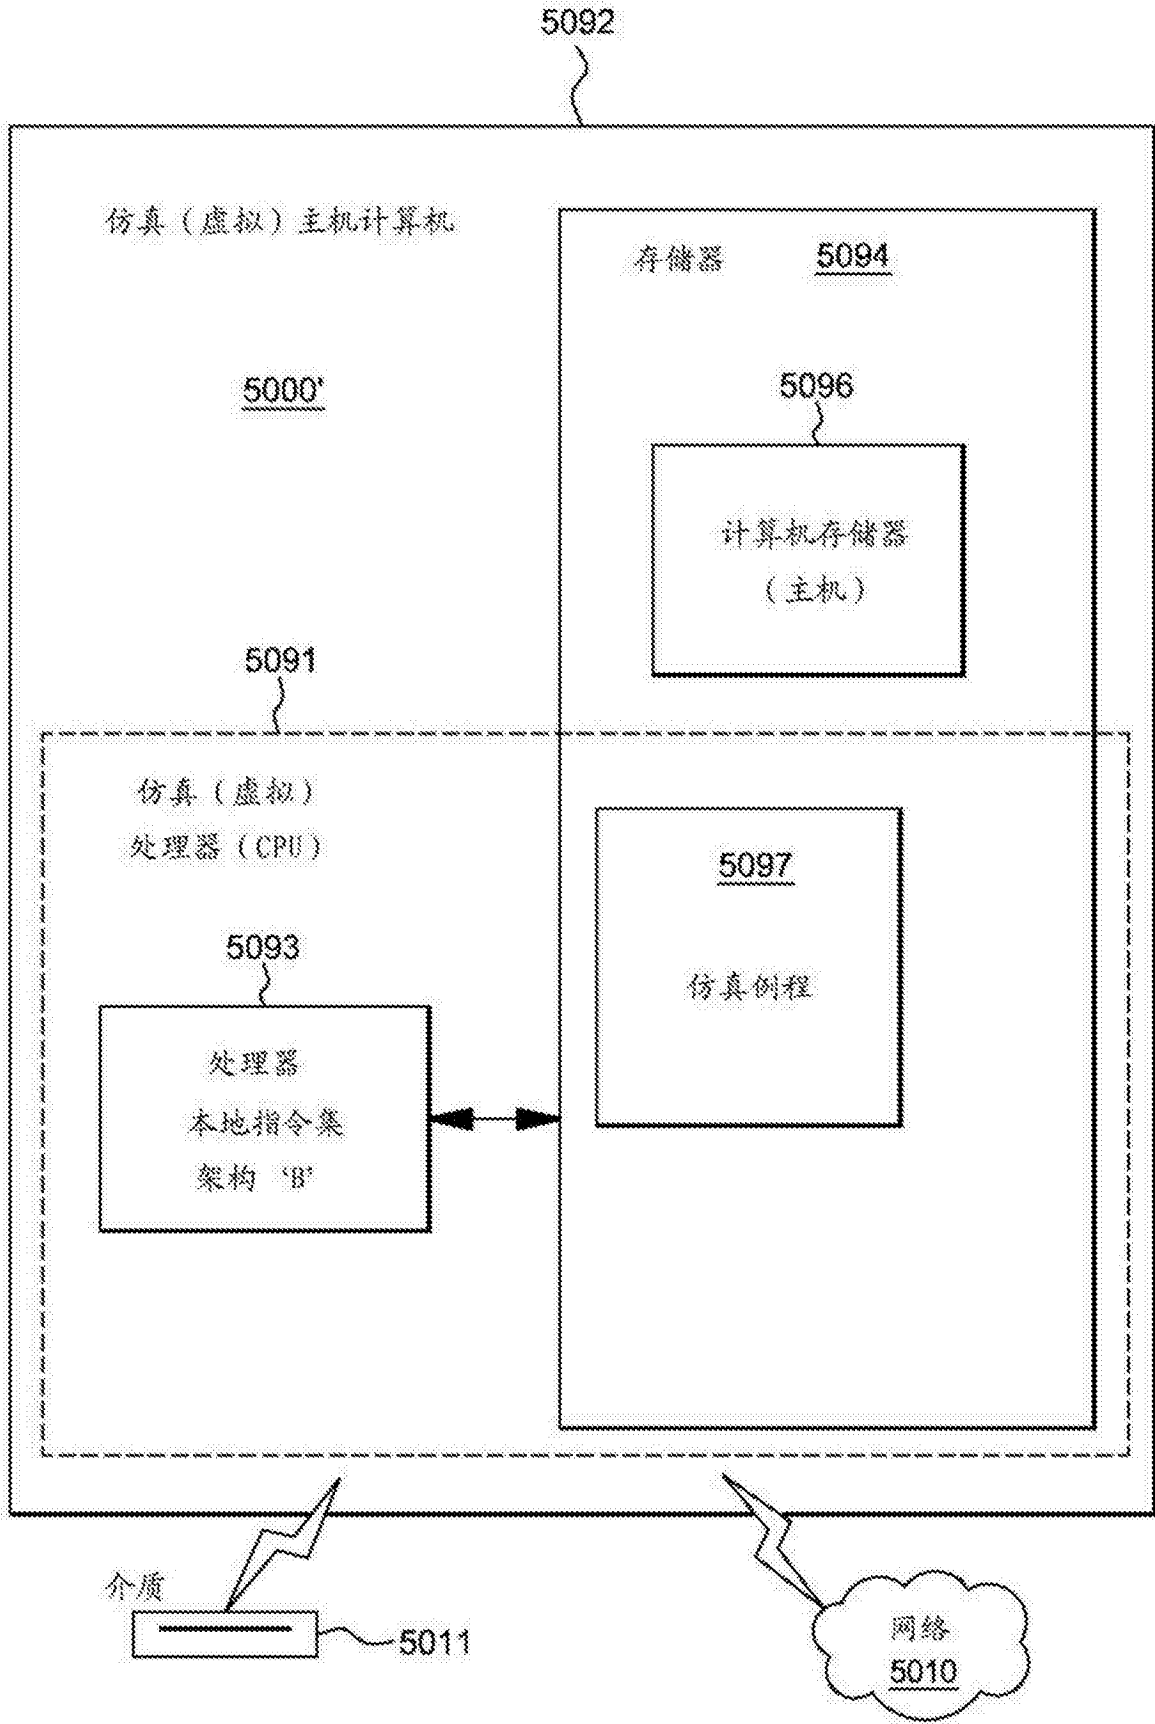 5092
仿真(虚拟)主机计算机
存储器 5094
5000'
5096
计算机存储器
(主机)
5091
仿真(虚拟)
处理器(CPU)
5097
仿真例程
5093
处理器
本地指令集
架构 ‘B’
介质
5011
网络
5010